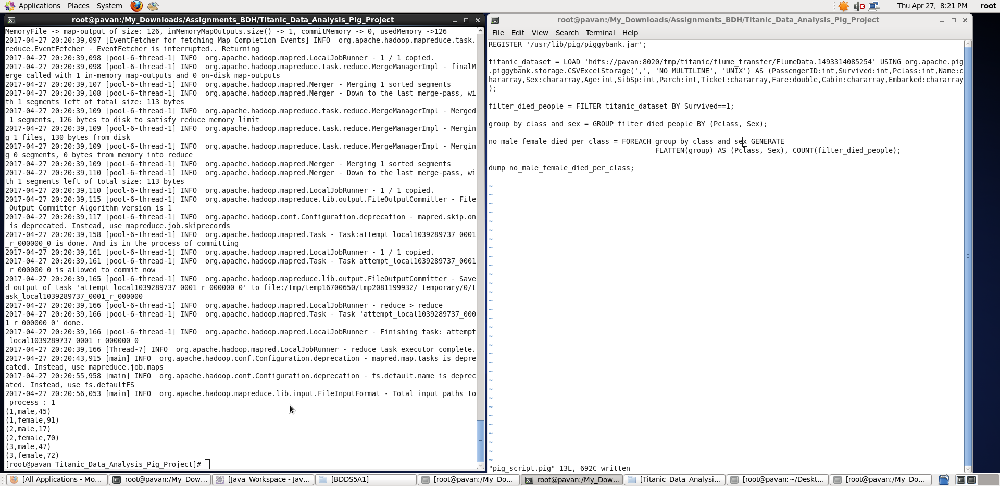 Applications Places System Thu Apr 27, 8:21 PM root
root@pavan:/My_Downloads/Assignments_BDH/Titanic_Data_Analysis_Pig_Project
MemoryFile -> map-output of size: 126, inMemoryMapOutputs.size() -> 1, commitMemory -> 0, usedMemory ->126
2017-04-27 20:20:39,097 [EventFetcher for fetching Map Completion Events] INFO  org.apache.hadoop.mapreduce.task.
reduce.EventFetcher - EventFetcher is interrupted.. Returning
2017-04-27 20:20:39,098 [pool-6-thread-1] INFO  org.apache.hadoop.mapred.LocalJobRunner - 1 / 1 copied.
2017-04-27 20:20:39,098 [pool-6-thread-1] INFO  org.apache.hadoop.mapreduce.task.reduce.MergeManagerImpl - finalM
erge called with 1 in-memory map-outputs and 0 on-disk map-outputs
2017-04-27 20:20:39,107 [pool-6-thread-1] INFO  org.apache.hadoop.mapred.Merger - Merging 1 sorted segments
2017-04-27 20:20:39,108 [pool-6-thread-1] INFO  org.apache.hadoop.mapred.Merger - Down to the last merge-pass, wi
th 1 segments left of total size: 113 bytes
2017-04-27 20:20:39,109 [pool-6-thread-1] INFO  org.apache.hadoop.mapreduce.task.reduce.MergeManagerImpl - Merged
 1 segments, 126 bytes to disk to satisfy reduce memory limit
2017-04-27 20:20:39,109 [pool-6-thread-1] INFO  org.apache.hadoop.mapreduce.task.reduce.MergeManagerImpl - Mergin
g 1 files, 130 bytes from disk
2017-04-27 20:20:39,109 [pool-6-thread-1] INFO  org.apache.hadoop.mapreduce.task.reduce.MergeManagerImpl - Mergin
g 0 segments, 0 bytes from memory into reduce
2017-04-27 20:20:39,109 [pool-6-thread-1] INFO  org.apache.hadoop.mapred.Merger - Merging 1 sorted segments
2017-04-27 20:20:39,110 [pool-6-thread-1] INFO  org.apache.hadoop.mapred.Merger - Down to the last merge-pass, wi
th 1 segments left of total size: 113 bytes
2017-04-27 20:20:39,110 [pool-6-thread-1] INFO  org.apache.hadoop.mapred.LocalJobRunner - 1 / 1 copied.
2017-04-27 20:20:39,115 [pool-6-thread-1] INFO  org.apache.hadoop.mapreduce.lib.output.FileOutputCommitter - File
 Output Committer Algorithm version is 1
2017-04-27 20:20:39,117 [pool-6-thread-1] INFO  org.apache.hadoop.conf.Configuration.deprecation - mapred.skip.on
 is deprecated. Instead, use mapreduce.job.skiprecords
2017-04-27 20:20:39,158 [pool-6-thread-1] INFO  org.apache.hadoop.mapred.Task - Task:attempt_local1039289737_0001
_r_000000_0 is done. And is in the process of committing
2017-04-27 20:20:39,161 [pool-6-thread-1] INFO  org.apache.hadoop.mapred.LocalJobRunner - 1 / 1 copied.
2017-04-27 20:20:39,161 [pool-6-thread-1] INFO  org.apache.hadoop.mapred.Task - Task attempt_local1039289737_0001
_r_000000_0 is allowed to commit now
2017-04-27 20:20:39,165 [pool-6-thread-1] INFO  org.apache.hadoop.mapreduce.lib.output.FileOutputCommitter - Save
d output of task 'attempt_local1039289737_0001_r_000000_0' to file:/tmp/temp16700650/tmp2081199932/_temporary/0/t
ask_local1039289737_0001_r_000000
2017-04-27 20:20:39,166 [pool-6-thread-1] INFO  org.apache.hadoop.mapred.LocalJobRunner - reduce > reduce
2017-04-27 20:20:39,166 [pool-6-thread-1] INFO  org.apache.hadoop.mapred.Task - Task 'attempt_local1039289737_000
1_r_000000_0' done.
2017-04-27 20:20:39,166 [pool-6-thread-1] INFO  org.apache.hadoop.mapred.LocalJobRunner - Finishing task: attempt
_local1039289737_0001_r_000000_0
2017-04-27 20:20:39,166 [Thread-7] INFO  org.apache.hadoop.mapred.LocalJobRunner - reduce task executor complete.
2017-04-27 20:20:43,915 [main] INFO  org.apache.hadoop.conf.Configuration.deprecation - mapred.map.tasks is depre
cated. Instead, use mapreduce.job.maps
2017-04-27 20:20:55,958 [main] INFO  org.apache.hadoop.conf.Configuration.deprecation - fs.default.name is deprec
ated. Instead, use fs.defaultFS
2017-04-27 20:20:56,053 [main] INFO  org.apache.hadoop.mapreduce.lib.input.FileInputFormat - Total input paths to
 process : 1
(1,male,45)
(1,female,91)
(2,male,17)
(2,female,70)
(3,male,47)
(3,female,72)
[root@pavan Titanic_Data_Analysis_Pig_Project]#
root@pavan:/My_Downloads/Assignments_BDH/Titanic_Data_Analysis_Pig_Project
File Edit View Search Terminal Help
REGISTER '/usr/lib/pig/piggybank.jar';
titanic_dataset = LOAD 'hdfs://pavan:8020/tmp/titanic/flume_transfer/FlumeData.1493314085254' USING org.apache.pig
.piggybank.storage.CSVExcelStorage(',', 'NO_MULTILINE', 'UNIX') AS (PassengerID:int,Survived:int,Pclass:int,Name:c
hararray,Sex:chararray,Age:int,SibSp:int,Parch:int,Ticket:chararray,Fare:double,Cabin:chararray,Embarked:chararray
);
filter_died_people = FILTER titanic_dataset BY Survived==1;
group_by_class_and_sex = GROUP filter_died_people BY (Pclass, Sex);
no_male_female_died_per_class = FOREACH group_by_class_and_sex GENERATE
FLATTEN(group) AS (Pclass, Sex), COUNT(filter_died_people);
dump no_male_female_died_per_class;
"pig_script.pig" 13L, 692C written
[All Applications - Mo... root@pavan:/My_Dow... [Java_Workspace - Jav... [BDDS5A1] [root@pavan:/My_Do... root@pavan:/My_Dow... [Titanic_Data_Analysi... [root@pavan:~/Deskt... [root@pavan:/My_Do...